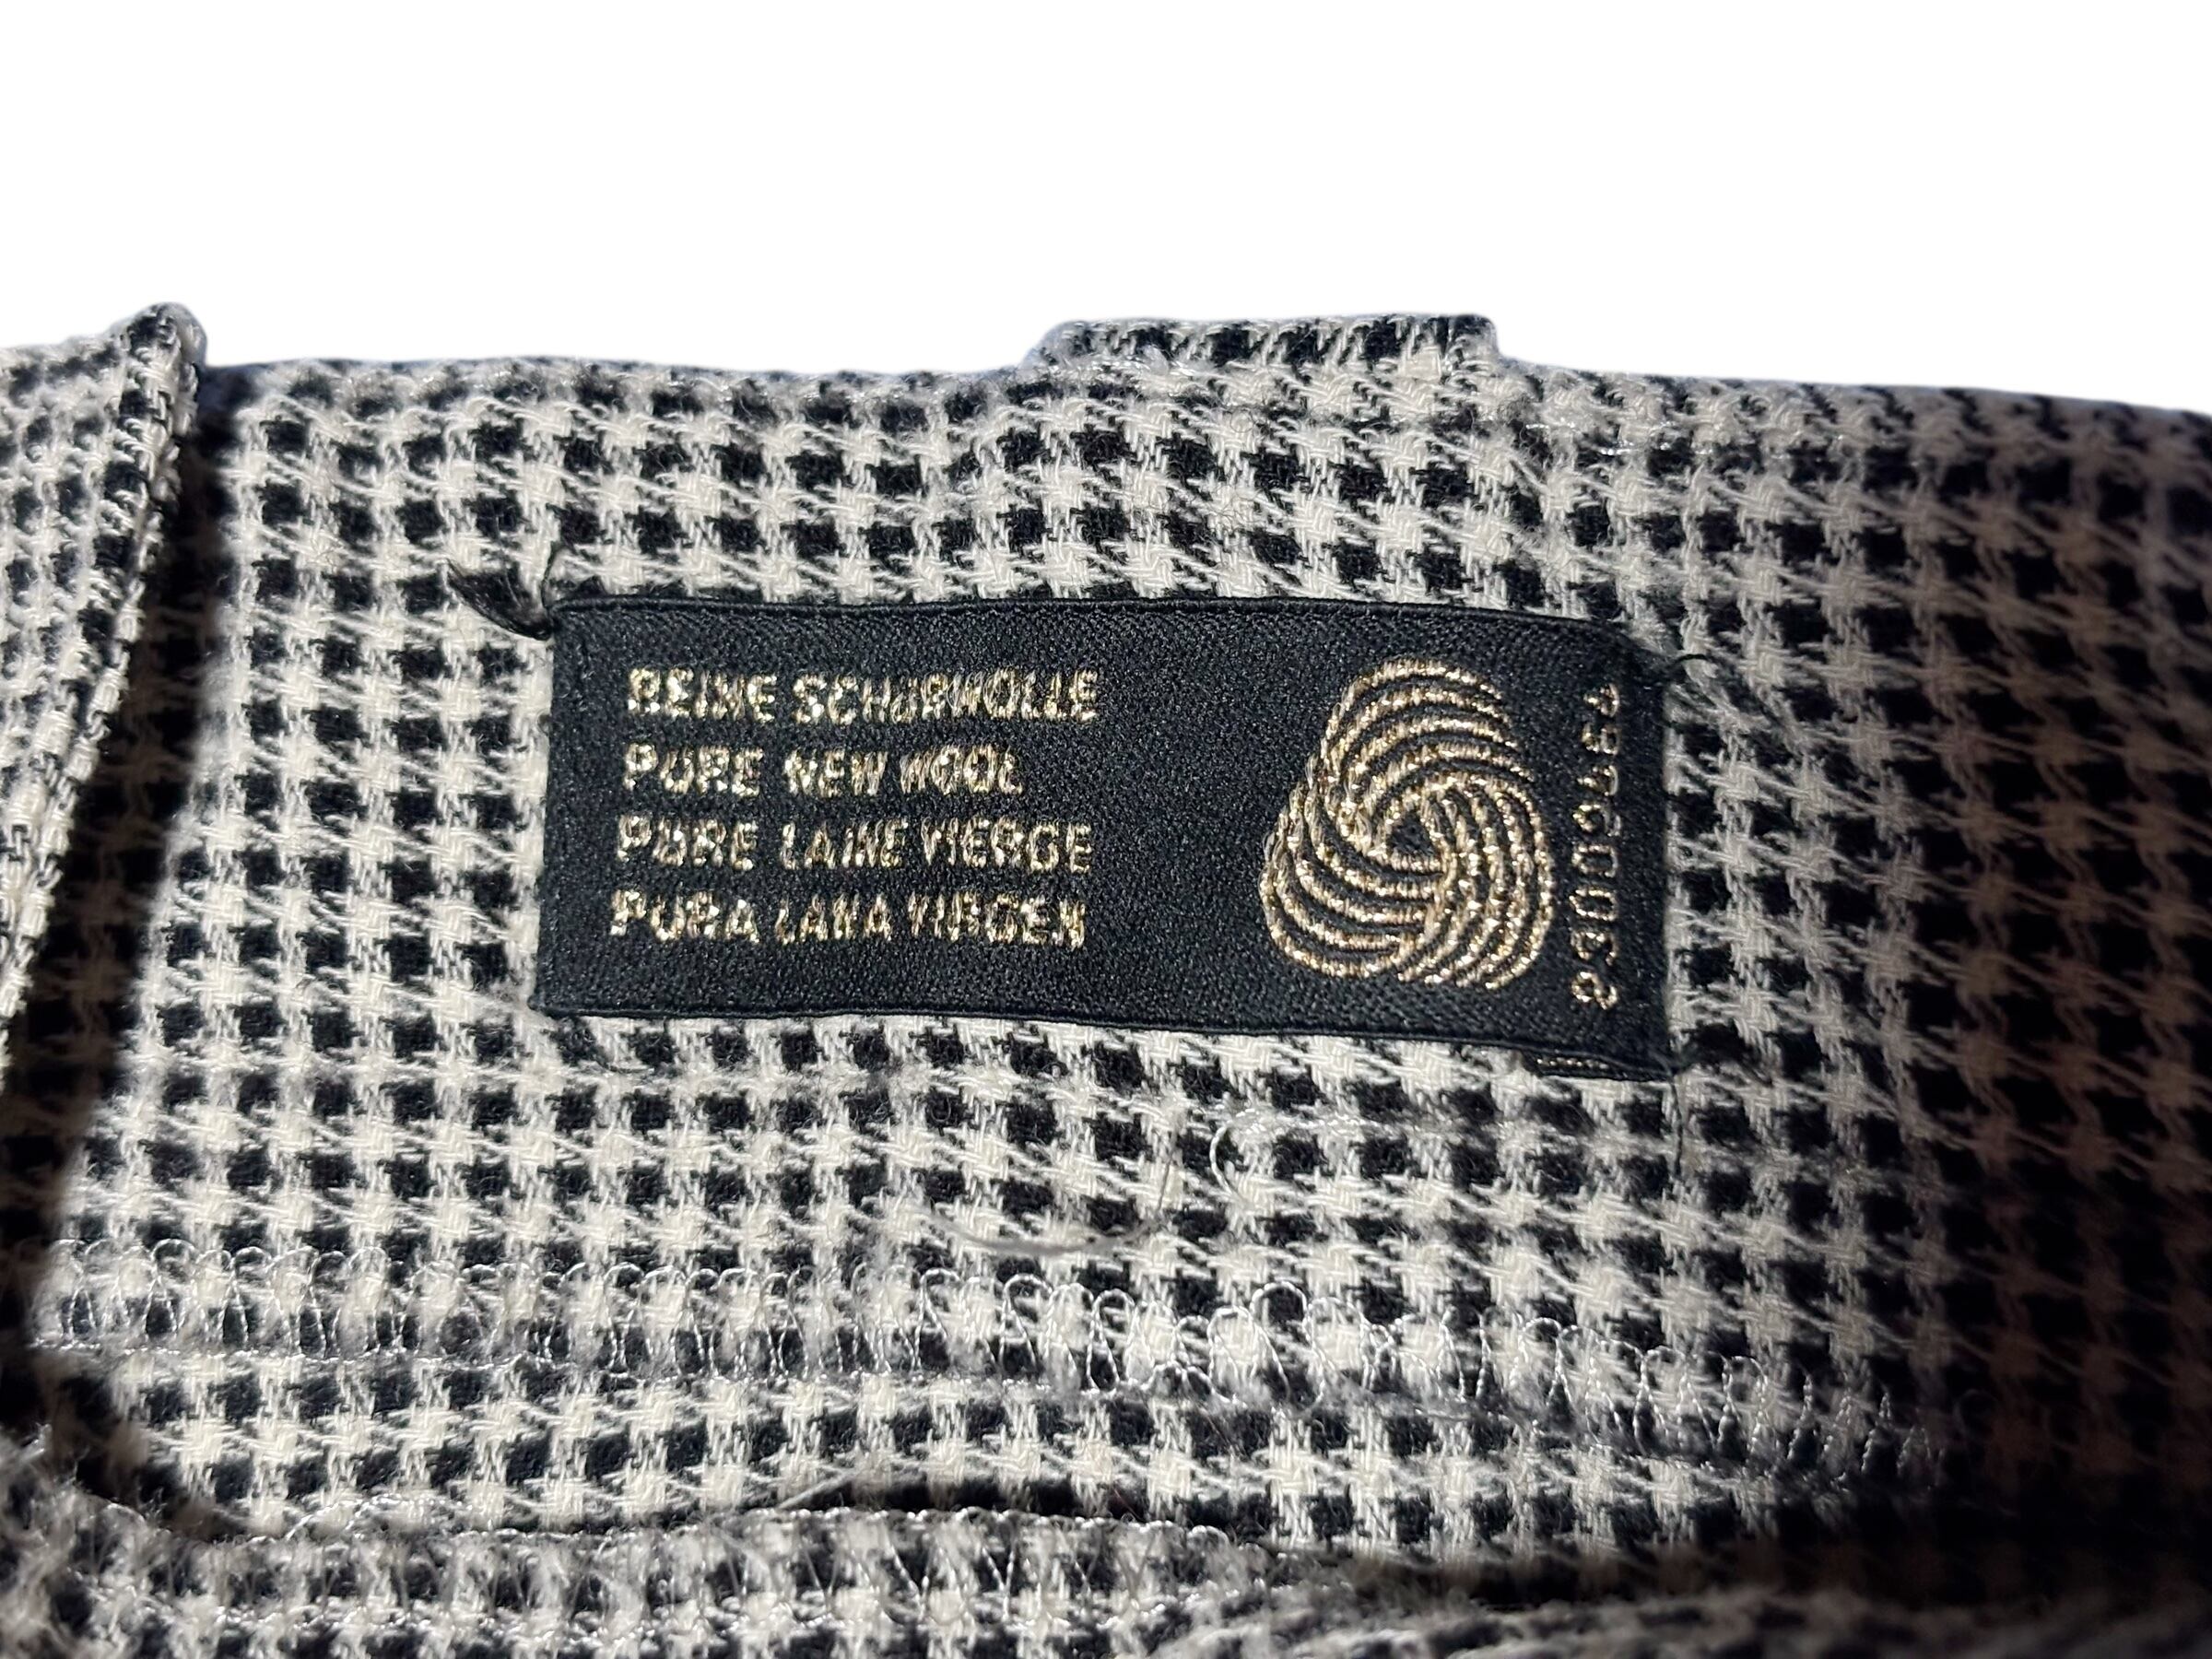 REINE SCHURWOLLE
PURE NEW WOOL
PURE LAINE VIERGE
PURA LANA VIRGEN